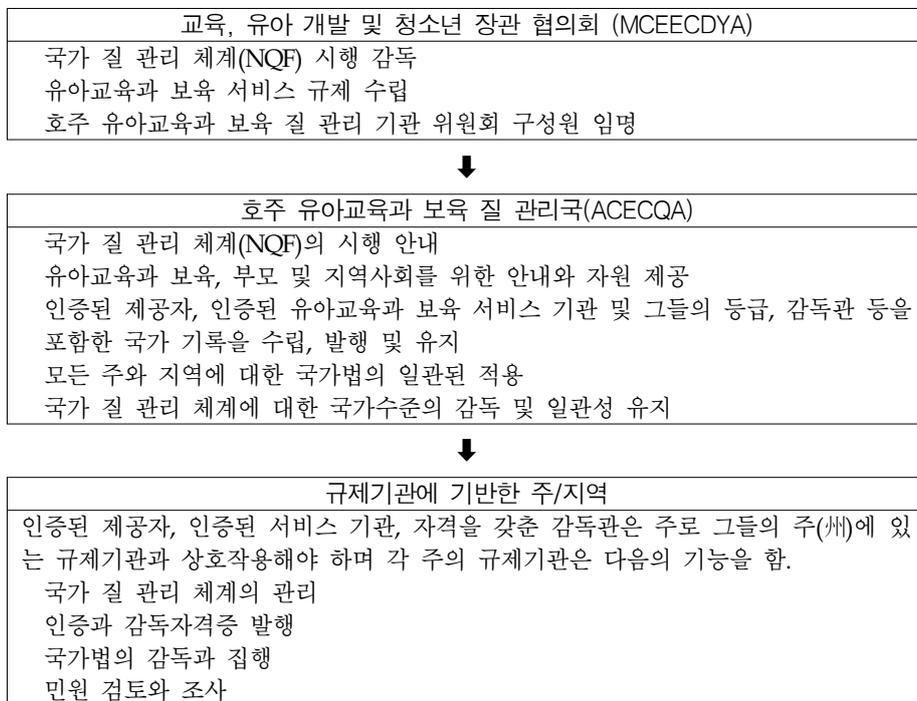 교육, 유아 개발 및 청소년 장관 협의회 (MCEECDYA)
국가 질 관리 체계(NQF) 시행 감독
유아교육과 보육 서비스 규제 수립
호주 유아교육과 보육 질 관리 기관 위원회 구성원 임명
호주 유아교육과 보육 질 관리국(ACECQA)
국가 질 관리 체계(NQF)의 시행 안내
유아교육과 보육, 부모 및 지역사회를 위한 안내와 자원 제공
인증된 제공자, 인증된 유아교육과 보육 서비스 기관 및 그들의 등급, 감독관 등을
포함한 국가 기록을 수립, 발행 및 유지
모든 주와 지역에 대한 국가법의 일관된 적용
국가 질 관리 체계에 대한 국가수준의 감독 및 일관성 유지
규제기관에 기반한 주/지역
인증된 제공자, 인증된 서비스 기관, 자격을 갖춘 감독관은 주로 그들의 주(州)에 있
는 규제기관과 상호작용해야 하며 각 주의 규제기관은 다음의 기능을 함.
국가 질 관리 체계의 관리
인증과 감독자격증 발행
국가법의 감독과 집행
민원 검토와 조사